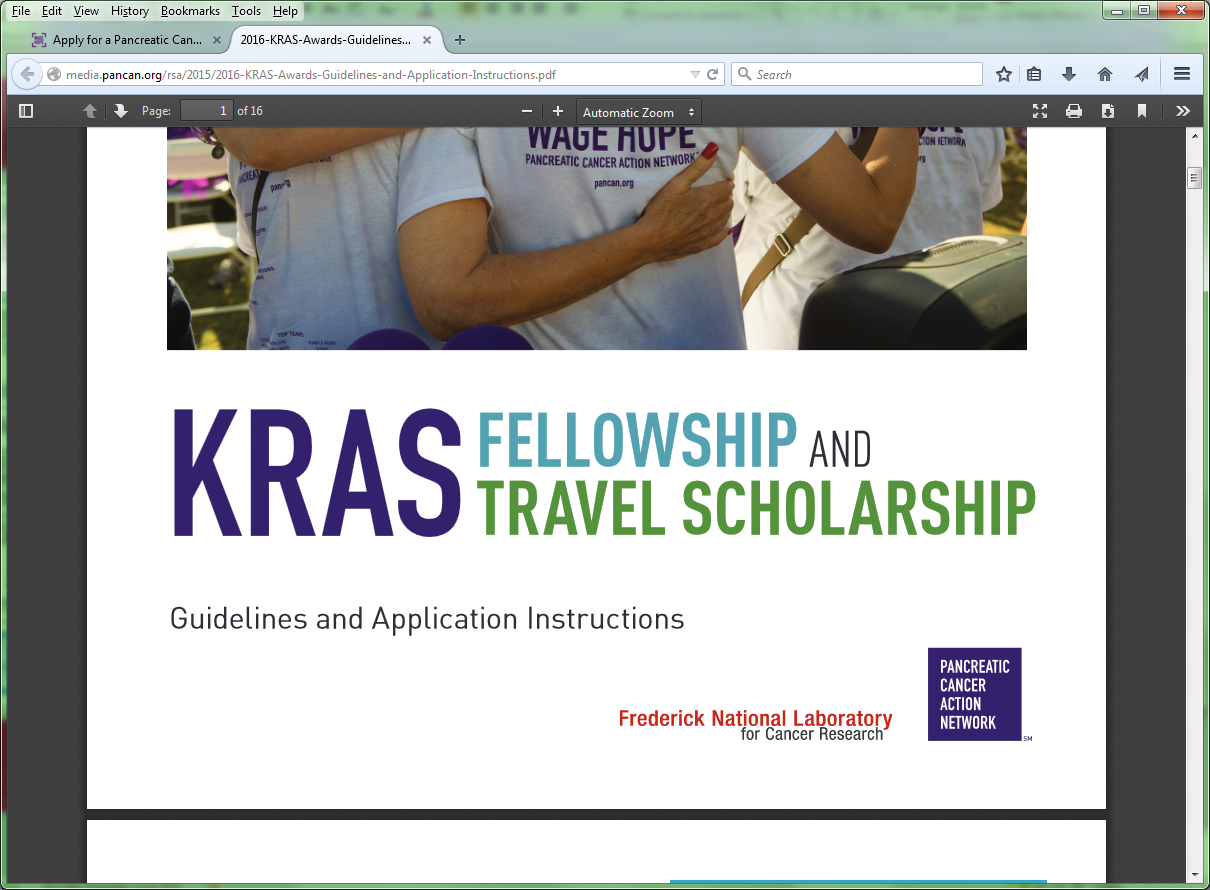 File Edit View History Bookmarks Tools Help
Apply for a Pancreatic Can...
2016-KRAS-Awards-Guidelines...
media.pancan.org/rsa/2015/2016-KRAS-Awards-Guidelines-and-Application-Instructions.pdf
Search
Page: 1 of 16
Automatic Zoom
WAGE HOPE
PANCREATIC CANCER ACTION NETWORK
pancan.org
KRAS FELLOWSHIP AND
TRAVEL SCHOLARSHIP
Guidelines and Application Instructions
Frederick National Laboratory
for Cancer Research
PANCREATIC
CANCER
ACTION
NETWORK
SM